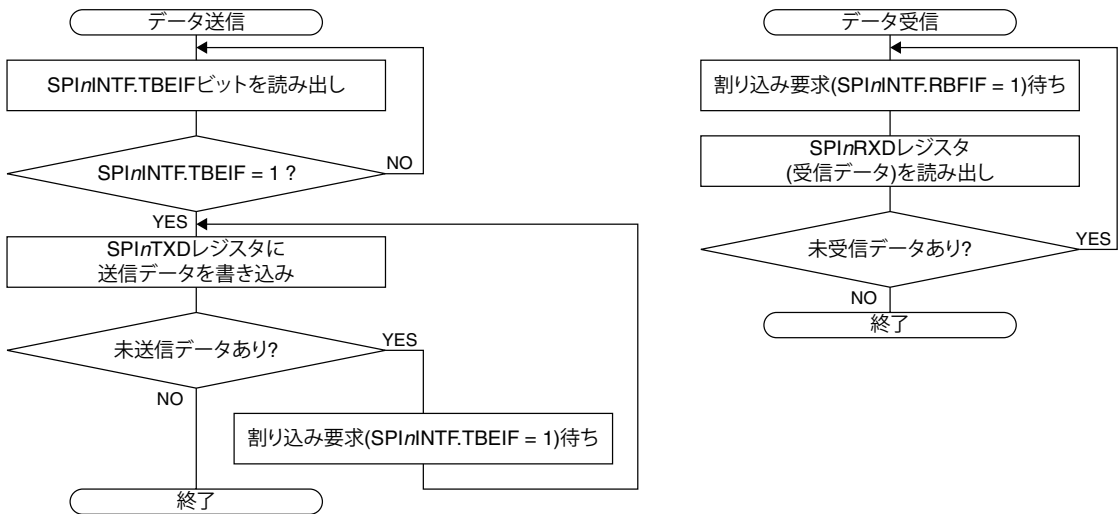 データ送信
SPInINTF.TBEIFビットを読み出し
SPInINTF.TBEIF = 1 ?
NO
YES
SPInTXDレジスタに
送信データを書き込み
未送信データあり?
YES
NO
割り込み要求(SPInINTF.TBEIF = 1)待ち
終了
データ受信
割り込み要求(SPInINTF.RBFIF = 1)待ち
SPInRXDレジスタ
(受信データ)を読み出し
未受信データあり?
YES
NO
終了